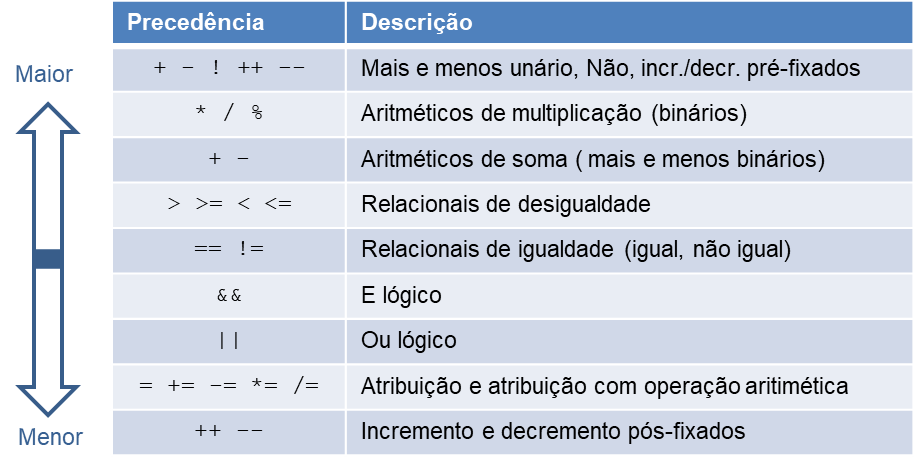 Precedência Descrição
Maior
+ - ! ++ -- Mais e menos unário, Não, incr./decr. pré-fixados
* / % Aritméticos de multiplicação (binários)
+ - Aritméticos de soma ( mais e menos binários)
> >= < <= Relacionais de desigualdade
== != Relacionais de igualdade (igual, não igual)
&& E lógico
|| Ou lógico
= += -= *= /= Atribuição e atribuição com operação aritimética
++ -- Incremento e decremento pós-fixados
Menor